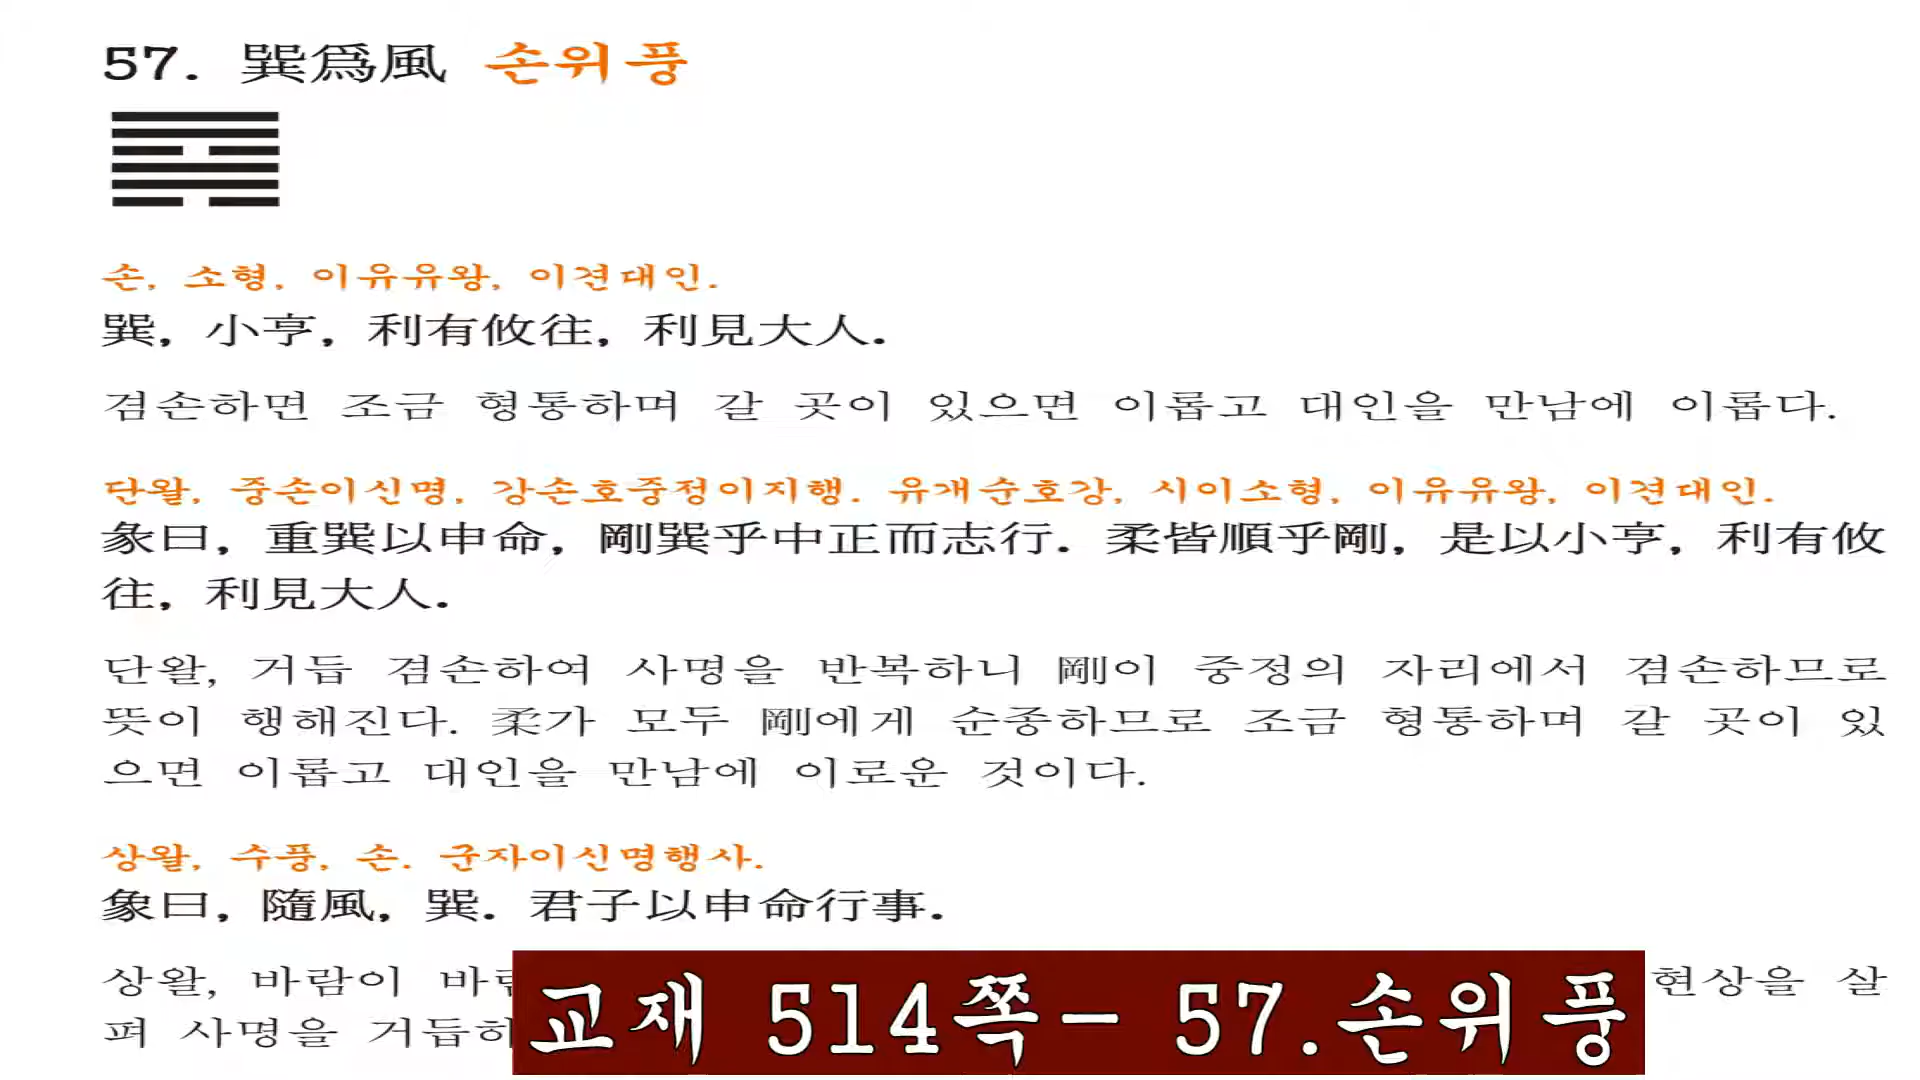 57. 巽爲風 손위풍
손, 소형, 이유유왕, 이견대인.
巽, 小亨, 利有攸往, 利見大人.
겸손하면 조금 형통하며 갈 곳이 있으면 이롭고 대인을 만남에 이롭다.
단왈, 중손이신명, 강손호중정이지행. 유개순호강, 시이소형, 이유유왕, 이견대인.
彖曰, 重巽以申命, 剛巽乎中正而志行. 柔皆順乎剛, 是以小亨, 利有攸
往, 利見大人.
단왈, 거듭 겸손하여 사명을 반복하니 剛이 중정의 자리에서 겸손하므로
뜻이 행해진다. 柔가 모두 剛에게 순종하므로 조금 형통하며 갈 곳이 있
으면 이롭고 대인을 만남에 이로운 것이다.
상왈, 수풍, 손. 군자이신명행사.
象曰, 隨風, 巽. 君子以申命行事.
상왈, 바람이 현상을 살
펴 사명을 거듭하
교재 514쪽- 57.손위풍